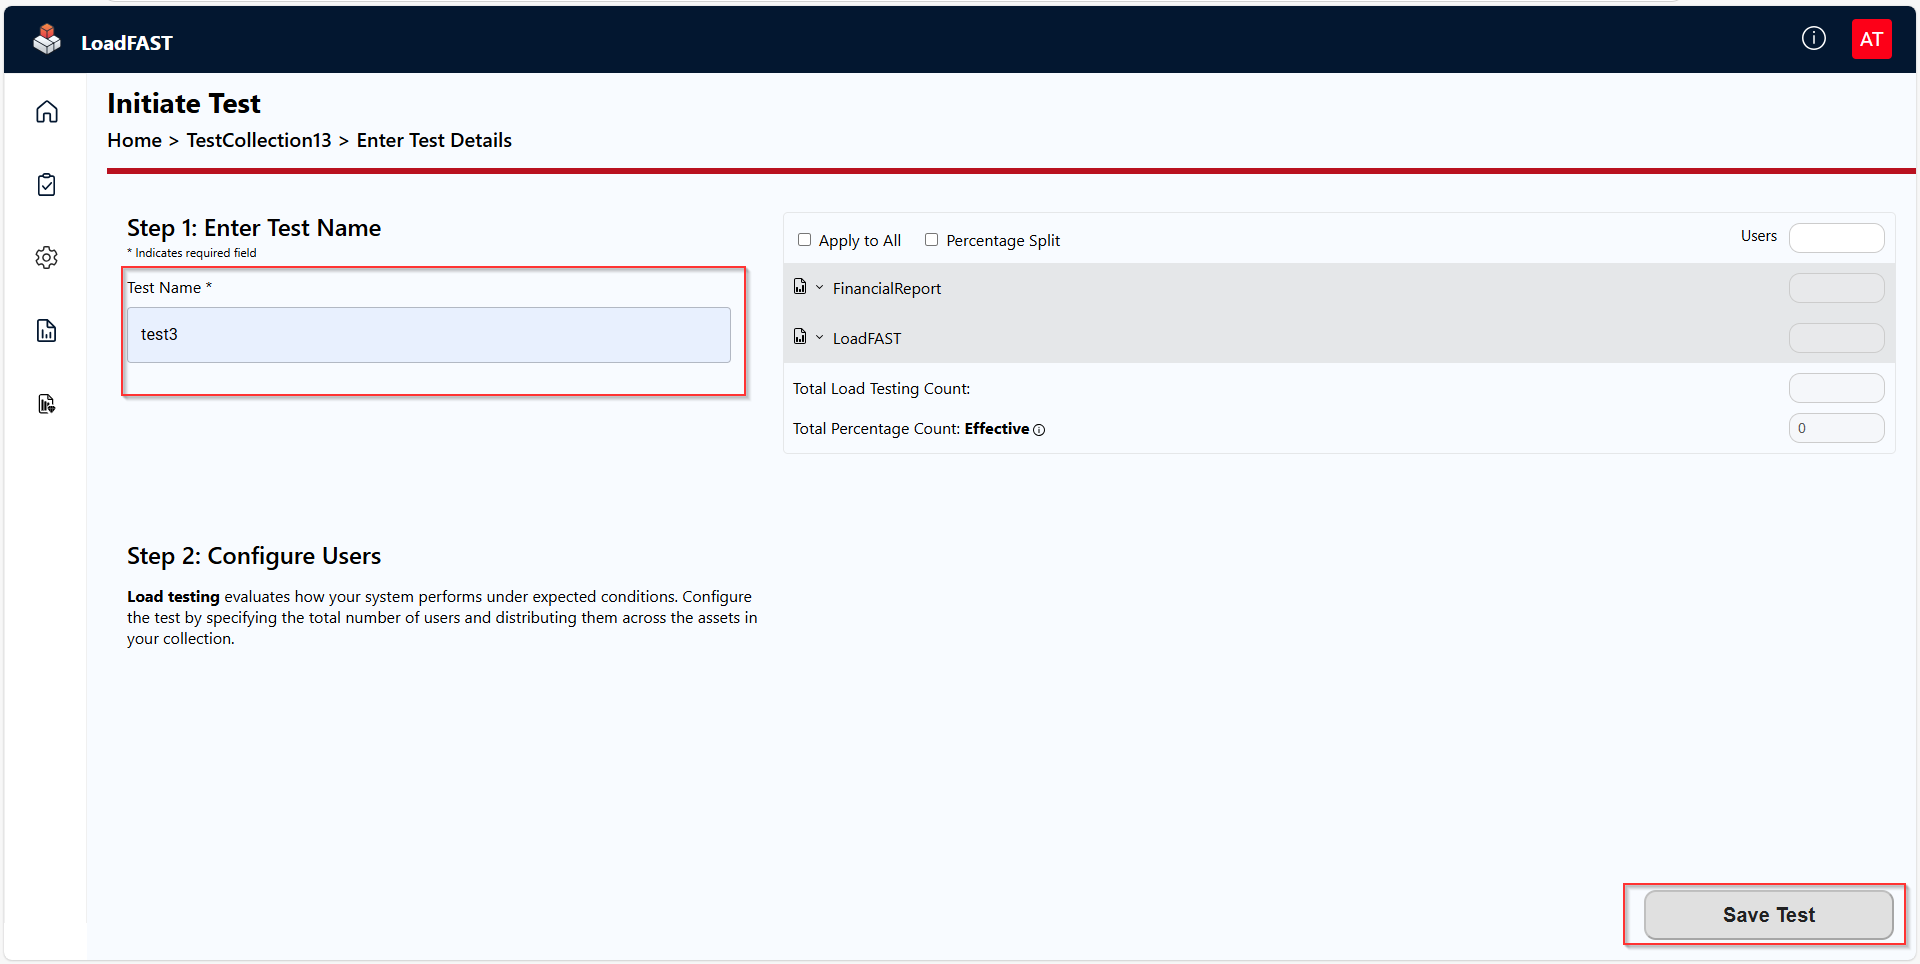 LoadFAST
AT
Initiate Test
Home > TestCollection13 > Enter Test Details
Step 1: Enter Test Name
* Indicates required field
Test Name *
test3
Apply to All
Percentage Split
Users
FinancialReport
LoadFAST
Total Load Testing Count:
Total Percentage Count: Effective
0
Step 2: Configure Users
Load testing evaluates how your system performs under expected conditions. Configure
the test by specifying the total number of users and distributing them across the assets in
your collection.
Save Test